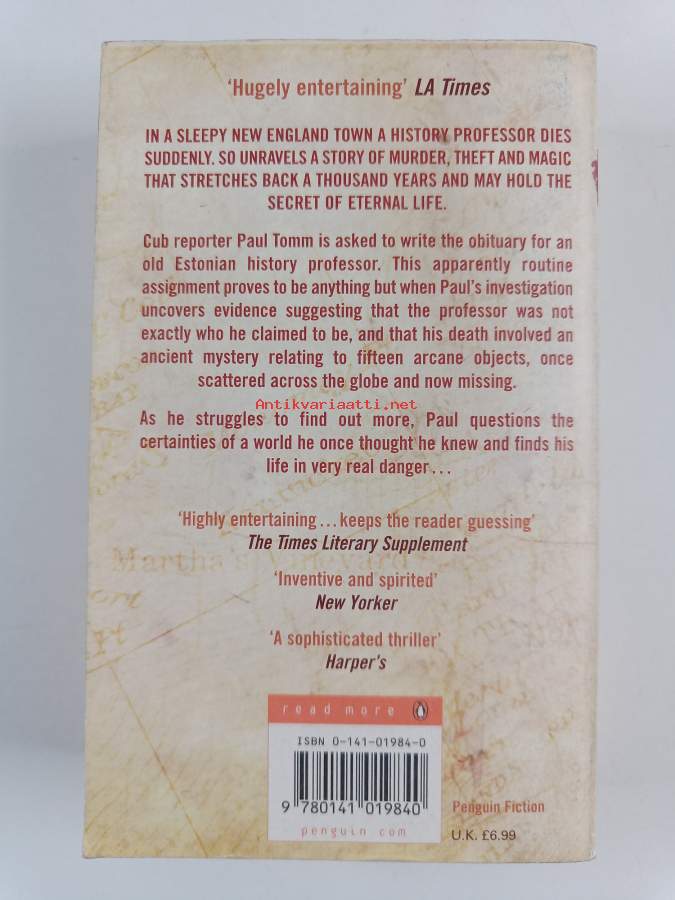 ‘Hugely entertaining’ LA Times
IN A SLEEPY NEW ENGLAND TOWN A HISTORY PROFESSOR DIES
SUDDENLY. SO UNRAVELS A STORY OF MURDER, THEFT AND MAGIC
THAT STRETCHES BACK A THOUSAND YEARS AND MAY HOLD THE
SECRET OF ETERNAL LIFE.
Cub reporter Paul Tomm is asked to write the obituary for an
old Estonian history professor. This apparently routine
assignment proves to be anything but when Paul’s investigation
uncovers evidence suggesting that the professor was not
exactly who he claimed to be, and that his death involved an
ancient mystery relating to fifteen arcane objects, once
scattered across the globe and now missing.
Antikvariaatti.net
As he struggles to find out more, Paul questions the
certainties of a world he once thought he knew and finds his
life in very real danger...
‘Highly entertaining...keeps the reader guessing’
The Times Literary Supplement
Martha's Vineyard
‘Inventive and spirited’
New Yorker
‘A sophisticated thriller’
Harper's
read more
ISBN 0-141-01984-0
9 780141 019840
penguin.com
Penguin Fiction
U.K. £6.99